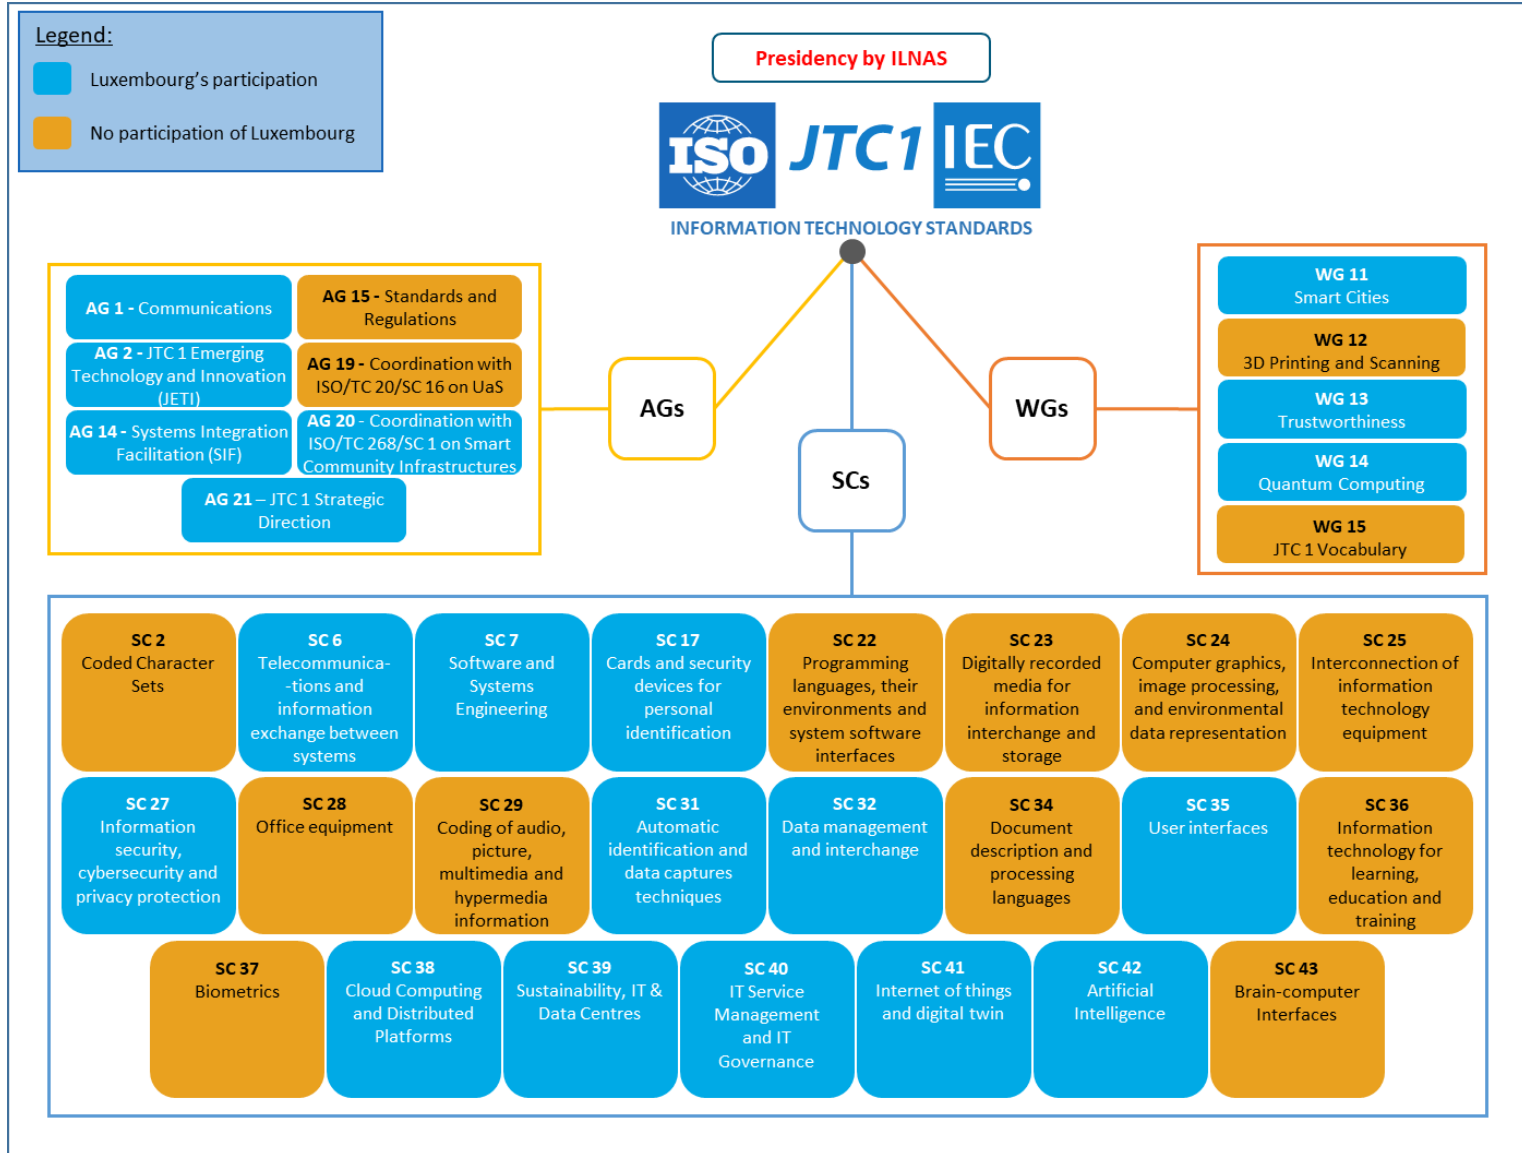 Legend:
Luxembourg's participation
No participation of Luxembourg
Presidency by ILNAS
ISO JTC1 IEC
INFORMATION TECHNOLOGY STANDARDS
AG 1 - Communications
AG 2 - JTC 1 Emerging
Technology and Innovation
(JETI)
AG 14 - Systems Integration
Facilitation (SIF)
AG 15 - Standards and
Regulations
AG 19 - Coordination with
ISO/TC 20/SC 16 on UaS
AG 20 - Coordination with
ISO/TC 268/SC 1 on Smart
Community Infrastructures
AG 21 – JTC 1 Strategic
Direction
AGs
SCs
WGs
WG 11
Smart Cities
WG 12
3D Printing and Scanning
WG 13
Trustworthiness
WG 14
Quantum Computing
WG 15
JTC 1 Vocabulary
SC 2
Coded Character
Sets
SC 6
Telecommunica-
-tions and
information
exchange between
systems
SC 7
Software and
Systems
Engineering
SC 17
Cards and security
devices for
personal
identification
SC 22
Programming
languages, their
environments and
system software
interfaces
SC 23
Digitally recorded
media for
information
interchange and
storage
SC 24
Computer graphics,
image processing,
and environmental
data representation
SC 25
Interconnection of
information
technology
equipment
SC 27
Information
security,
cybersecurity and
privacy protection
SC 28
Office equipment
SC 29
Coding of audio,
picture,
multimedia and
hypermedia
information
SC 31
Automatic
identification and
data captures
techniques
SC 32
Data management
and interchange
SC 34
Document
description and
processing
languages
SC 35
User interfaces
SC 36
Information
technology for
learning,
education and
training
SC 37
Biometrics
SC 38
Cloud Computing
and Distributed
Platforms
SC 39
Sustainability, IT &
Data Centres
SC 40
IT Service
Management
and IT
Governance
SC 41
Internet of things
and digital twin
SC 42
Artificial
Intelligence
SC 43
Brain-computer
Interfaces